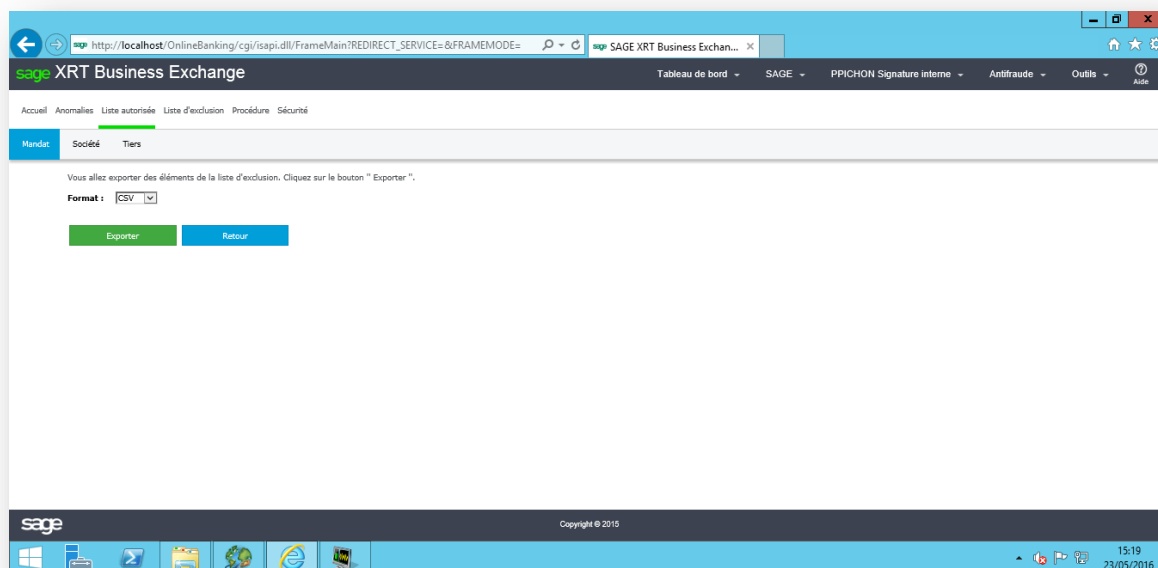 sage http://localhost/OnlineBanking/cgi/isapi.dll/FrameMain?REDIRECT_SERVICE=&FRAMEMODE=
sage SAGE XRT Business Exchan... ×
sage XRT Business Exchange
Tableau de bord
SAGE
PPICHON Signature interne
Antifraude
Outils
Aide
Accueil Anomalies Liste autorisée Liste d'exclusion Procédure Sécurité
Mandat Société Tiers
Vous allez exporter des éléments de la liste d'exclusion. Cliquez sur le bouton " Exporter ".
Format : CSV
Exporter Retour
sage
Copyright © 2015
15:19
23/05/2016